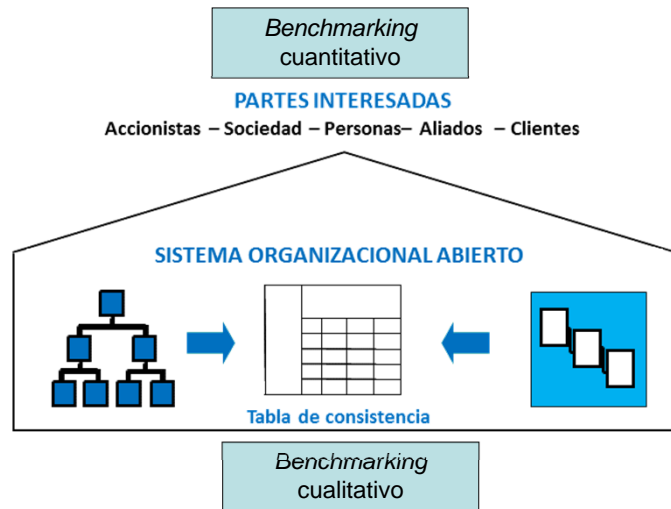 Benchmarking
cuantitativo
PARTES INTERESADAS
Accionistas – Sociedad – Personas– Aliados – Clientes
SISTEMA ORGANIZACIONAL ABIERTO
Tabla de consistencia
Benchmarking
cualitativo